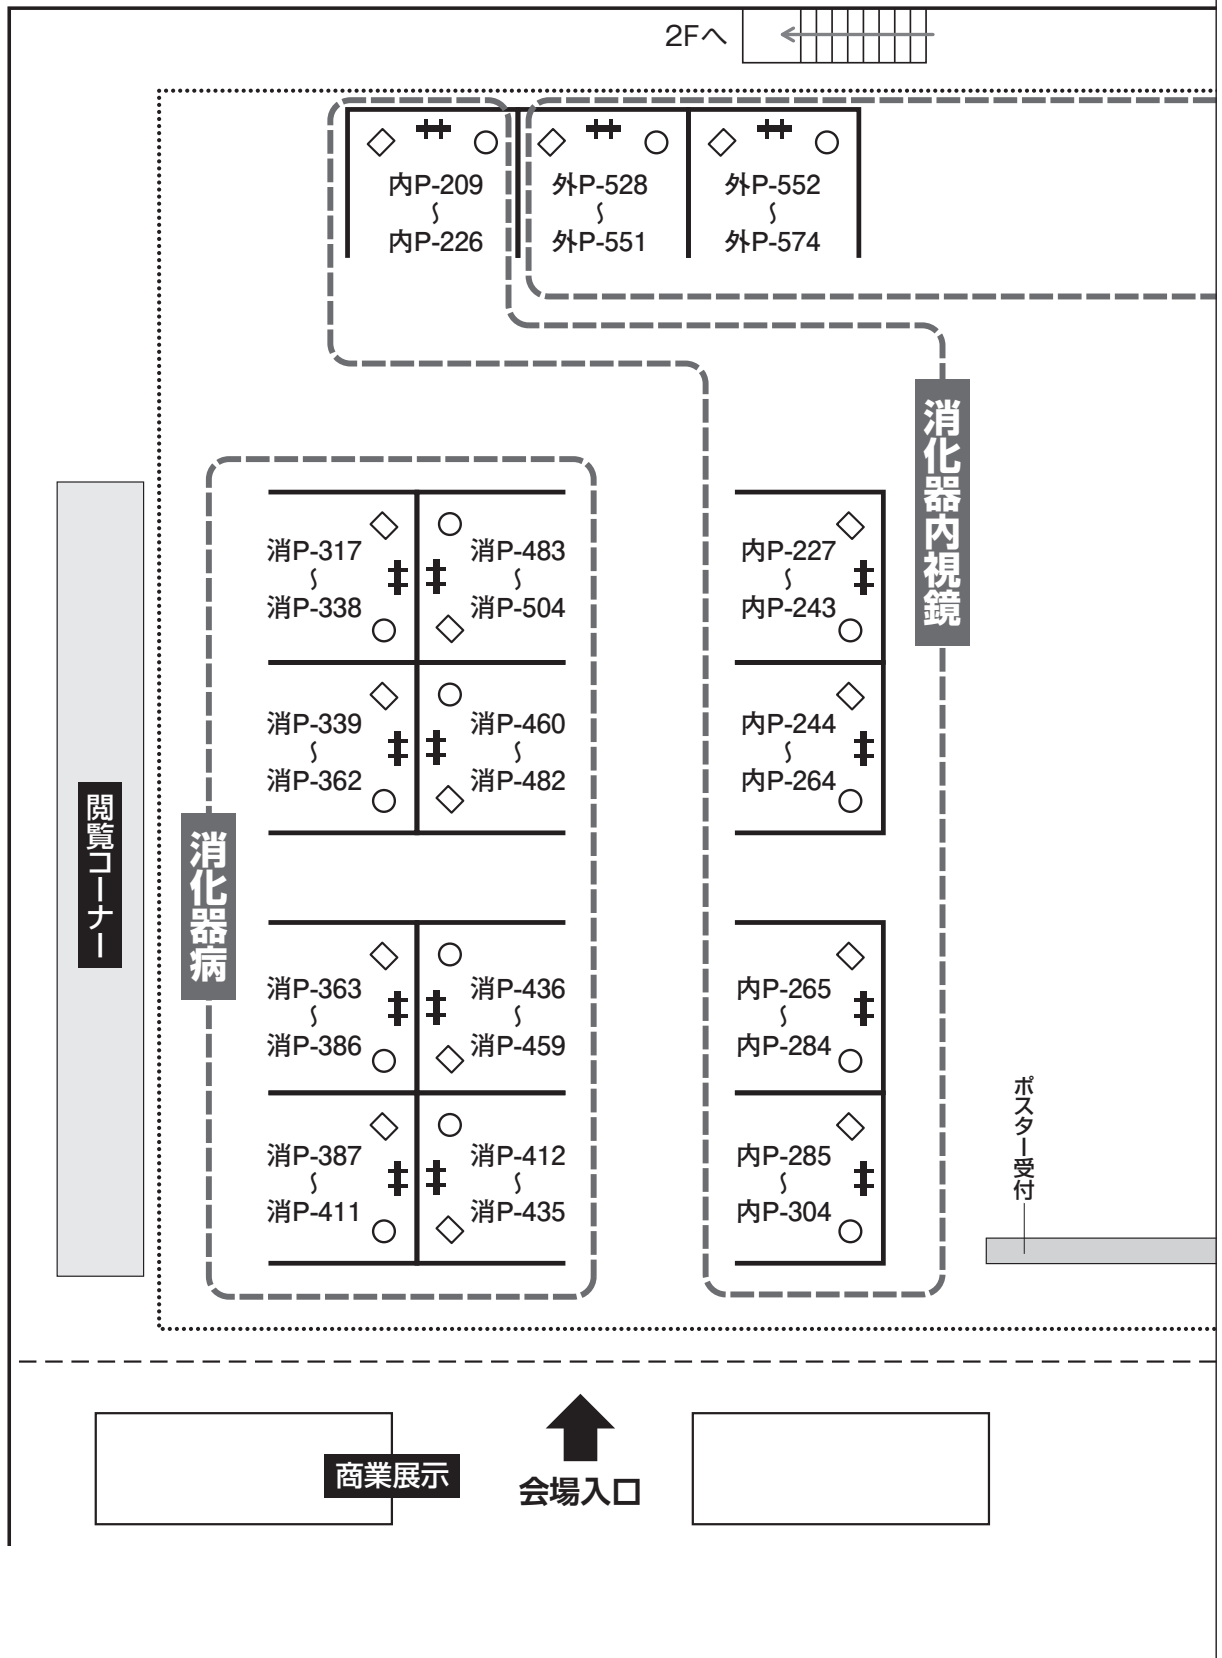 2Fへ
内P-209
〜
内P-226
外P-528
〜
外P-551
外P-552
〜
外P-574
消化器内視鏡
消P-317
〜
消P-338
消P-483
〜
消P-504
内P-227
〜
内P-243
消P-339
〜
消P-362
消P-460
〜
消P-482
内P-244
〜
内P-264
閲覧コーナー
消化器病
消P-363
〜
消P-386
消P-436
〜
消P-459
内P-265
〜
内P-284
消P-387
〜
消P-411
消P-412
〜
消P-435
内P-285
〜
内P-304
ポスター受付
商業展示
会場入口